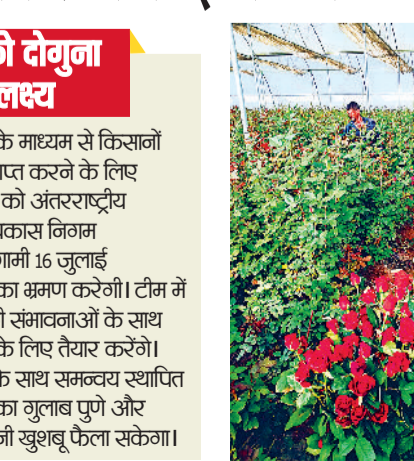 दोगुना
लक्ष्य
के माध्यम से किसानों
करने के लिए
को अंतरराष्ट्रीय
निगम
16 जुलाई
का भ्रमण करेगी। टीम में
संभावनाओं के साथ
के लिए तैयार करेंगे।
के साथ समन्वय स्थापित
का गुलाब पुणे और
खुशबू फैला सकेगा।